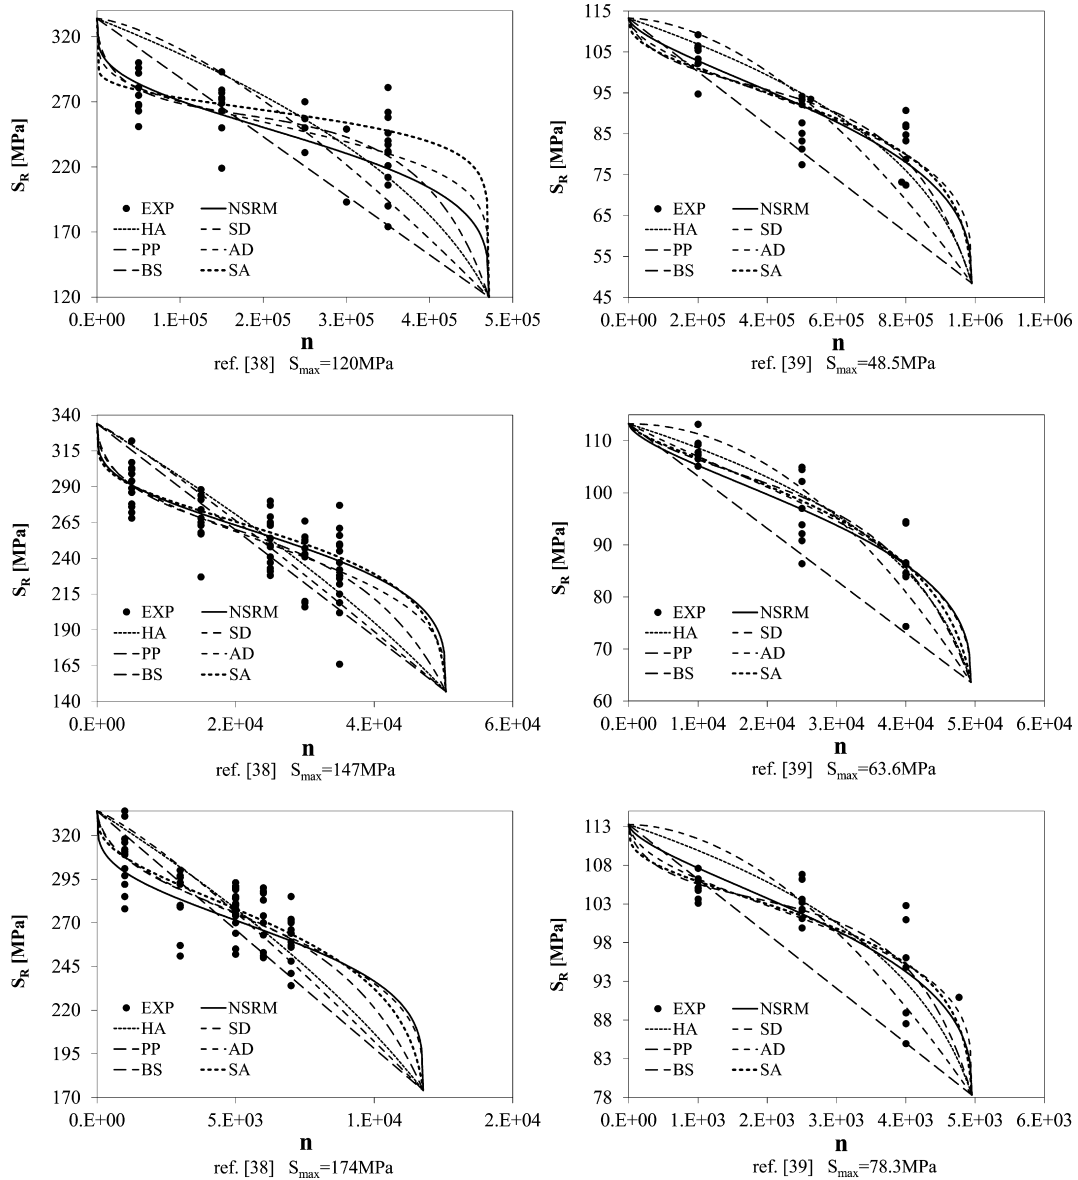 320
270
220
170
120
S_R [MPa]
EXP NSRM
HA SD
PP AD
BS SA
0.E+00 1.E+05 2.E+05 3.E+05 4.E+05 5.E+05
n
ref. [38] S_max=120MPa
115
105
95
85
75
65
55
45
S_R [MPa]
EXP NSRM
HA SD
PP AD
BS SA
0.E+00 2.E+05 4.E+05 6.E+05 8.E+05 1.E+06 1.E+06
n
ref. [39] S_max=48.5MPa
340
315
290
265
240
215
190
165
140
S_R [MPa]
EXP NSRM
HA SD
PP AD
BS SA
0.E+00 2.E+04 4.E+04 6.E+04
n
ref. [38] S_max=147MPa
110
100
90
80
70
60
S_R [MPa]
EXP NSRM
HA SD
PP AD
BS SA
0.E+00 1.E+04 2.E+04 3.E+04 4.E+04 5.E+04 6.E+04
n
ref. [39] S_max=63.6MPa
320
295
270
245
220
195
170
S_R [MPa]
EXP NSRM
HA SD
PP AD
BS SA
0.E+00 5.E+03 1.E+04 2.E+04
n
ref. [38] S_max=174MPa
113
108
103
98
93
88
83
78
S_R [MPa]
EXP NSRM
HA SD
PP AD
BS SA
0.E+00 1.E+03 2.E+03 3.E+03 4.E+03 5.E+03 6.E+03
n
ref. [39] S_max=78.3MPa